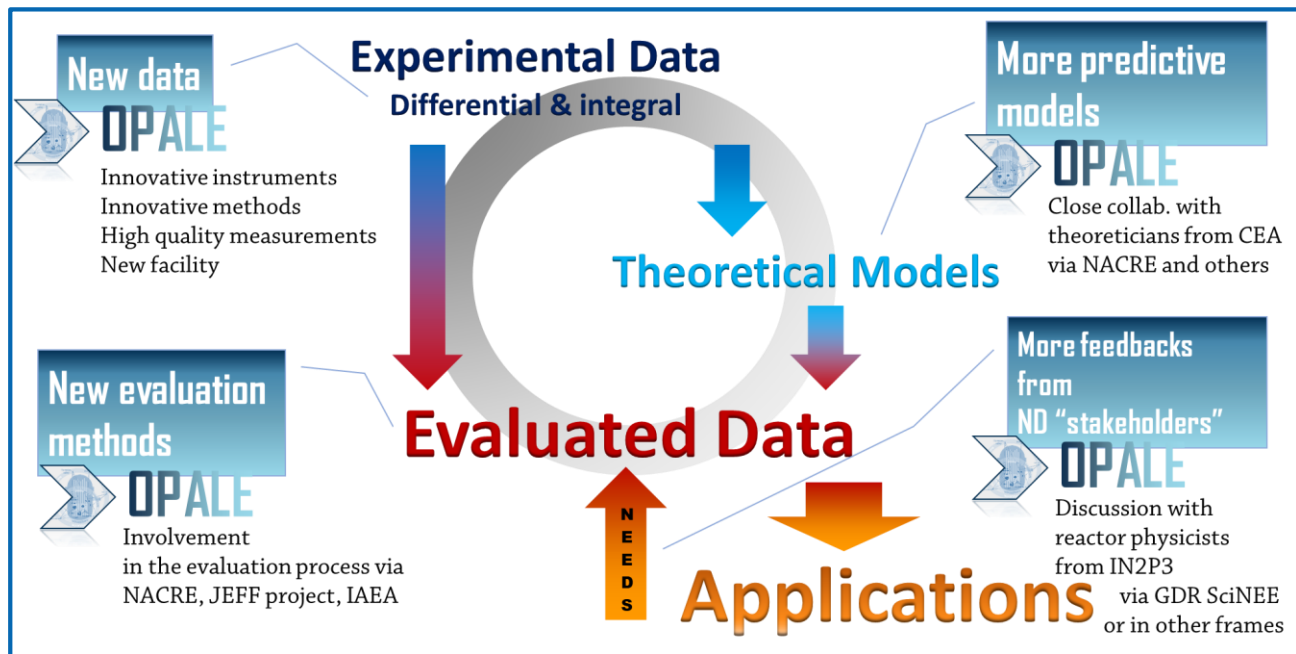 New data
OPALE
Innovative instruments
Innovative methods
High quality measurements
New facility
Experimental Data
Differential & integral
More predictive
models
OPALE
Close collab. with
theoreticians from CEA
via NACRE and others
Theoretical Models
New evaluation
methods
OPALE
Involvement
in the evaluation process via
NACRE, JEFF project, IAEA
Evaluated Data
More feedbacks
from
ND “stakeholders”
OPALE
Discussion with
reactor physicists
from IN2P3
via GDR SciNEE
or in other frames
NEEDS
Applications